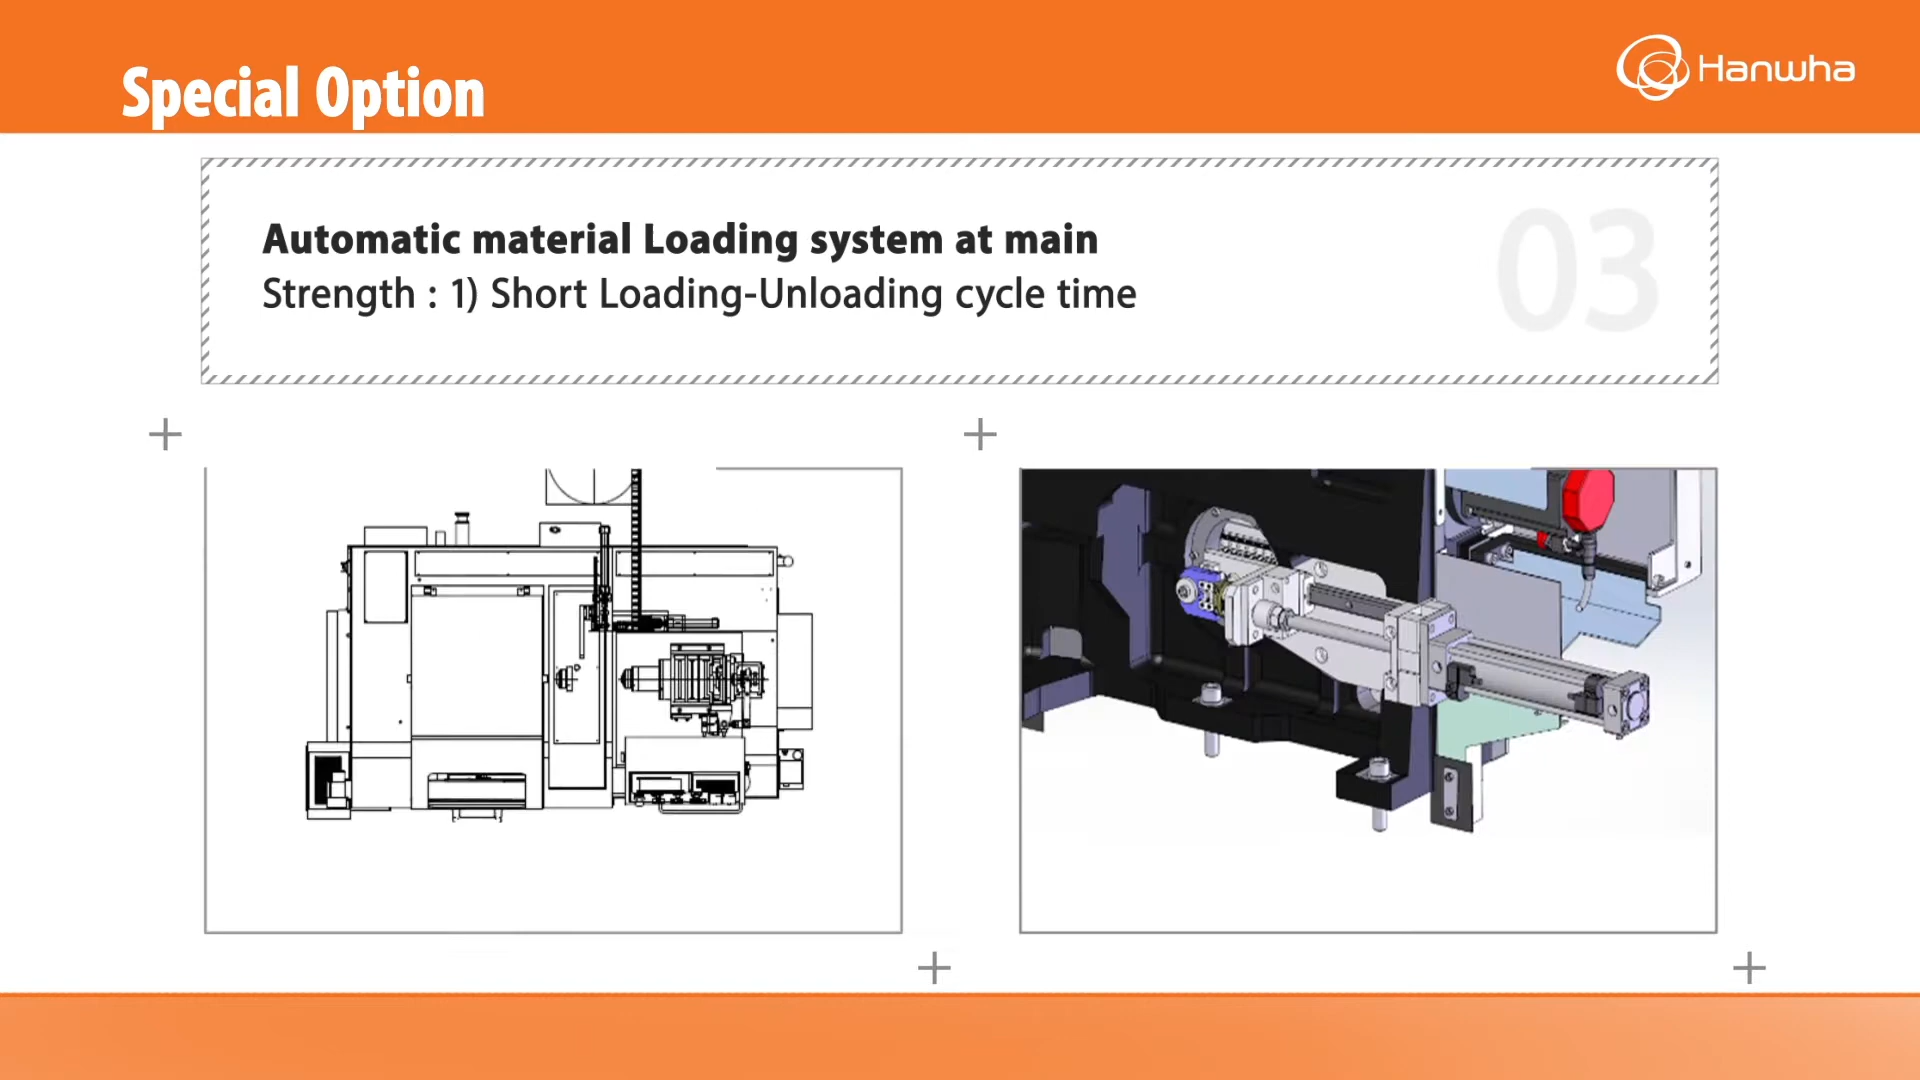 Special Option
Hanwha
Automatic material Loading system at main
Strength : 1) Short Loading-Unloading cycle time
03